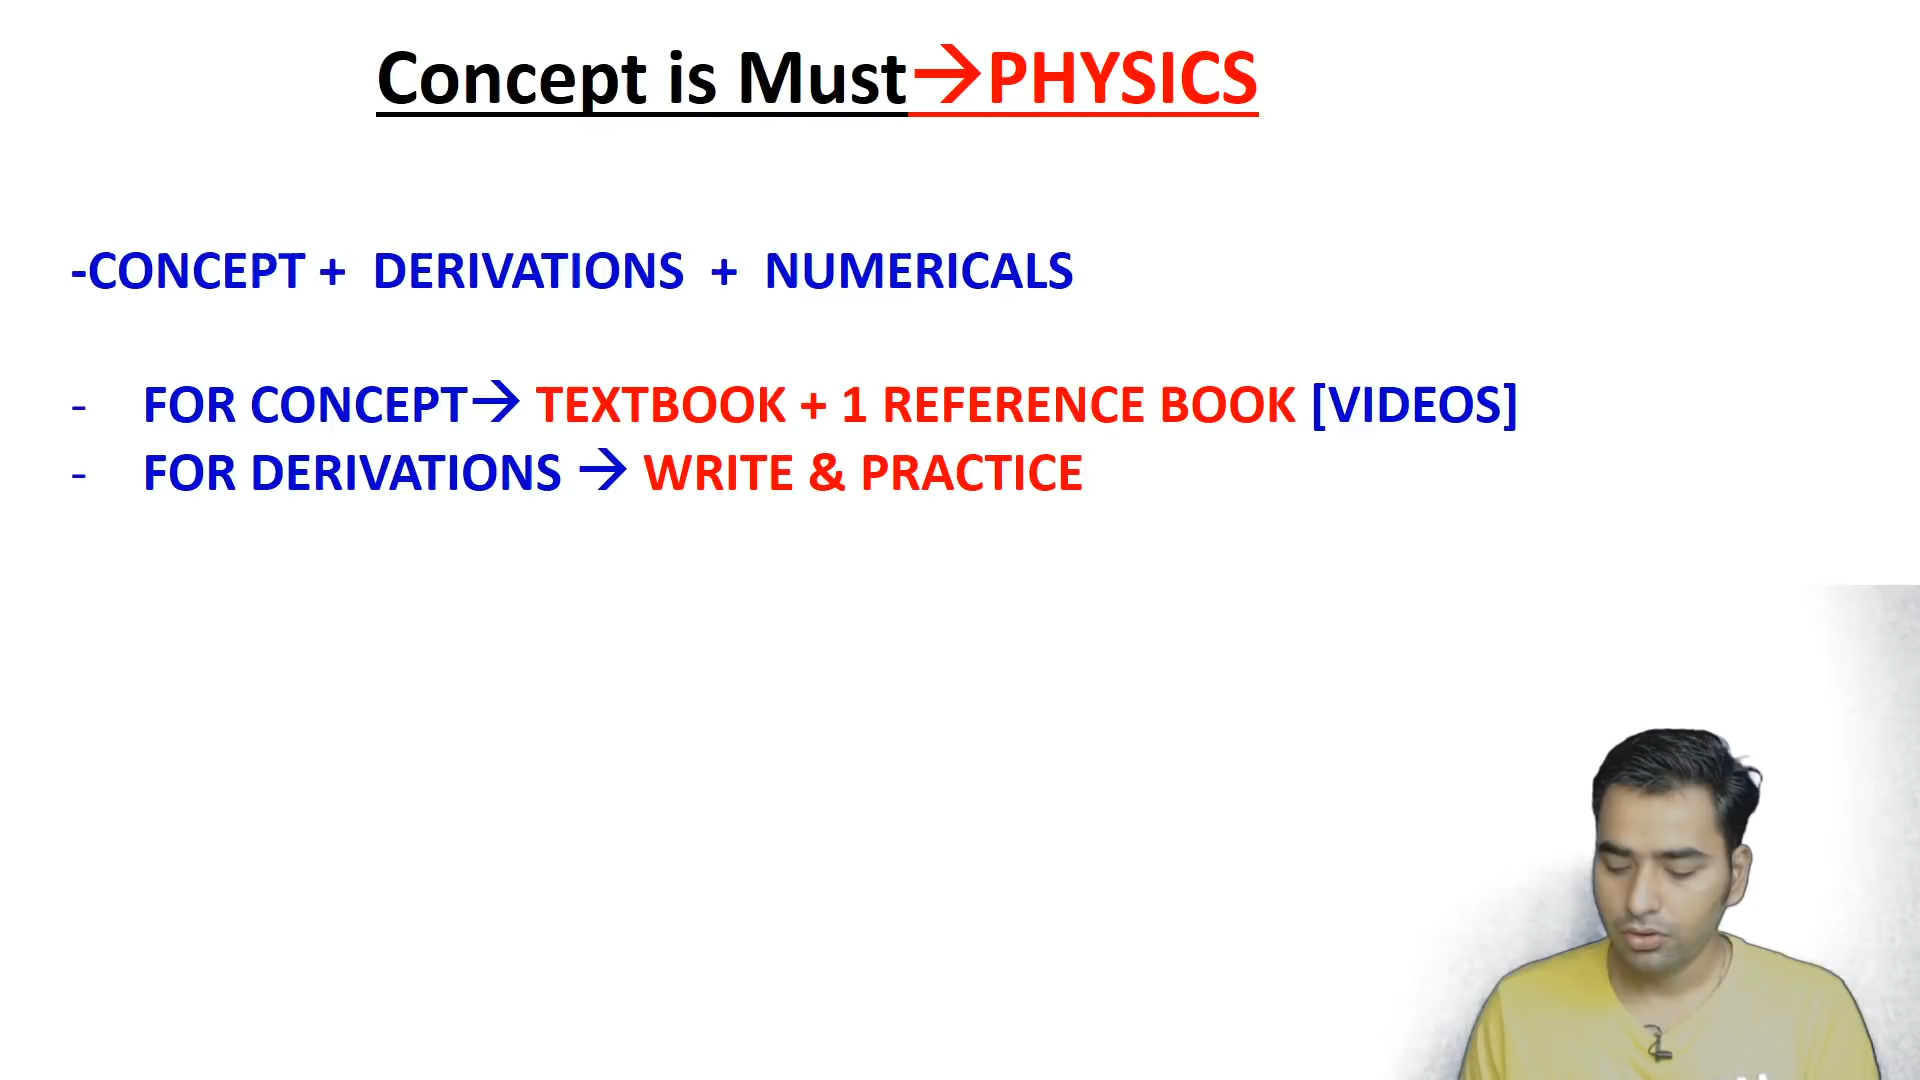 Concept is Must→PHYSICS
-CONCEPT + DERIVATIONS + NUMERICALS
- FOR CONCEPT→ TEXTBOOK + 1 REFERENCE BOOK [VIDEOS]
- FOR DERIVATIONS → WRITE & PRACTICE